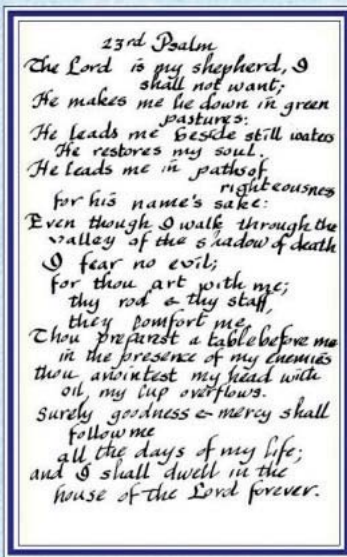 23rd Psalm
The Lord is my shepherd, I
shall not want;
He makes me lie down in green
pastures:
He leads me beside still waters
He restores my soul.
He leads me in paths of
righteousness
for his name's sake:
Even though I walk through the
valley of the shadow of death
I fear no evil;
for thou art with me;
thy rod & thy staff,
they comfort me.
Thou preparest a table before me
in the presence of my enemies
thou anointest my head with
oil, my cup overflows.
Surely goodness & mercy shall
follow me
all the days of my life;
and I shall dwell in the
house of the Lord forever.